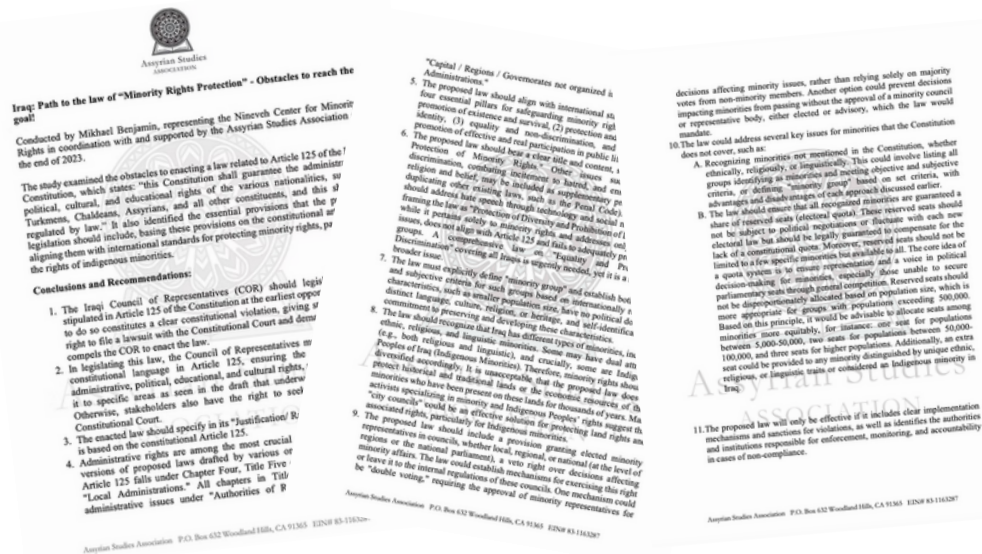 Assyrian Studies
ASSOCIATION
Iraq: Path to the law of “Minority Rights Protection” - Obstacles to reach the
goal!
Conducted by Mikhael Benjamin, representing the Nineveh Center for
Rights in coordination with and supported by the Assyrian Studies Association
the end of 2023.
The study examined the obstacles to enacting a law related to Article 125 of the
Constitution, which states: "this Constitution shall guarantee the
political, cultural, and educational rights of the various nationalities,
Turkmens, Chaldeans, Assyrians, and all other constituents, and this
regulated by law." It also identified the essential provisions that the
legislation should include, basing these provisions on the constitutional
aligning them with international standards for protecting minority rights,
the rights of indigenous minorities.
Conclusions and Recommendations:
1. The Iraqi Council of Representatives (COR) should
stipulated in Article 125 of the Constitution at the earliest
to do so constitutes a clear constitutional violation, giving
right to file a lawsuit with the Constitutional Court and
compels the COR to enact the law.
2. In legislating this law, the Council of Representatives
constitutional language in Article 125, ensuring the
administrative, political, educational, and cultural rights,
it to specific areas as seen in the draft that
Otherwise, stakeholders also have the right to
Constitutional Court.
3. The enacted law should specify in its "Justification/
is based on the constitutional Article 125.
4. Administrative rights are among the most crucial
versions of proposed laws drafted by various
Article 125 falls under Chapter Four, Title Five
"Local Administrations." All chapters in
administrative issues under "Authorities of
Assyrian Studies Association P.O. Box 632 Woodland Hills, CA 91365 EIN#
"Capital / Regions / Governorates not organized
Administrations."
5. The proposed law should align with international
four essential pillars for safeguarding minority
promotion of existence and survival, (2) protection and
identity, (3) equality and non-discrimination, and
promotion of effective and real participation in public
6. The proposed law should bear a clear title and content,
Protection of Minority Rights." Other issues
discrimination, combating incitement to hatred, and
religion and belief, may be included as supplementary
duplicating other existing laws, such as the Penal Code).
should address hate speech through technology and social
framing the law as "Protection of Diversity and Prohibition of
while it pertains solely to minority rights and addresses
issues, does not align with Article 125 and fails to adequately
groups. A comprehensive law "Equality and
Discrimination" covering all Iraqis is urgently needed, yet it is a
broader issue.
7. The law must explicitly define "minority group" and establish
and subjective criteria for such groups based on internationally
characteristics, such as smaller population size, have no political
distinct language, culture, religion, or heritage, and
commitment to preserving and developing these characteristics.
8. The law should recognize that Iraq has different types of minorities,
ethnic, religious, and linguistic minorities. Some may have dual
(e.g., both religious and linguistic), and crucially, some are
Peoples of Iraq (Indigenous Minorities). Therefore, minority rights
diversified accordingly. It is unacceptable that the proposed law does
protect historical and traditional lands or the economic resources of
minorities who have been present on these lands for thousands of years.
activists specializing in minority and Indigenous Peoples' rights suggest
"city councils" could be an effective solution for protecting land rights and
associated rights, particularly for Indigenous minorities.
9. The proposed law should include a provision granting elected minority
representatives in councils, whether local, regional, or national (at the level of
regions or the national parliament), a veto right over decisions affecting
minority affairs. The law could establish mechanisms for exercising this right
or leave it to the internal regulations of these councils. One mechanism could
be "double voting," requiring the approval of minority representatives for
Assyrian Studies Association P.O. Box 632 Woodland Hills, CA 91365 EIN# 83-1163287
decisions affecting minority issues, rather than relying solely on majority
votes from non-minority members. Another option could prevent decisions
impacting minorities from passing without the approval of a minority council
or representative body, either elected or advisory, which the law would
mandate.
10.The law could address several key issues for minorities that the Constitution
does not cover, such as:
A. Recognizing minorities not mentioned in the Constitution, whether
ethnically, religiously, or linguistically. This could involve listing all
groups identifying as minorities and meeting objective and subjective
criteria, or defining "minority group" based on set criteria, with
advantages and disadvantages to each approach discussed earlier.
B. The law should ensure that all recognized minorities are guaranteed a
share of reserved seats (electoral quota). These reserved seats should
not be subject to political negotiations or fluctuate with each new
electoral law but should be legally guaranteed to compensate for the
lack of a constitutional quota. Moreover, reserved seats should not be
limited to a few specific minorities but available to all. The core idea of
a quota system is to ensure representation and a voice in political
decision-making for minorities, especially those unable to secure
parliamentary seats through general competition. Reserved seats should
not be disproportionately allocated based on population size, which is
more appropriate for groups with populations exceeding 500,000.
Based on this principle, it would be advisable to allocate seats among
minorities more equitably, for instance, one seat for populations
between 5,000-50,000, two seats for populations between 50,000-
100,000, and three seats for higher populations. Additionally, an extra
seat could be provided to any minority distinguished by unique ethnic,
religious, or linguistic traits or considered an Indigenous minority in
Iraq.
Assyrian Studies
ASSOCIATION
11.The proposed law will only be effective if it includes clear implementation
mechanisms and sanctions for violations, as well as identifies the authorities
and institutions responsible for enforcement, monitoring, and accountability
in cases of non-compliance.
Assyrian Studies Association P.O. Box 632 Woodland Hills, CA 91365 EIN# 83-1163287